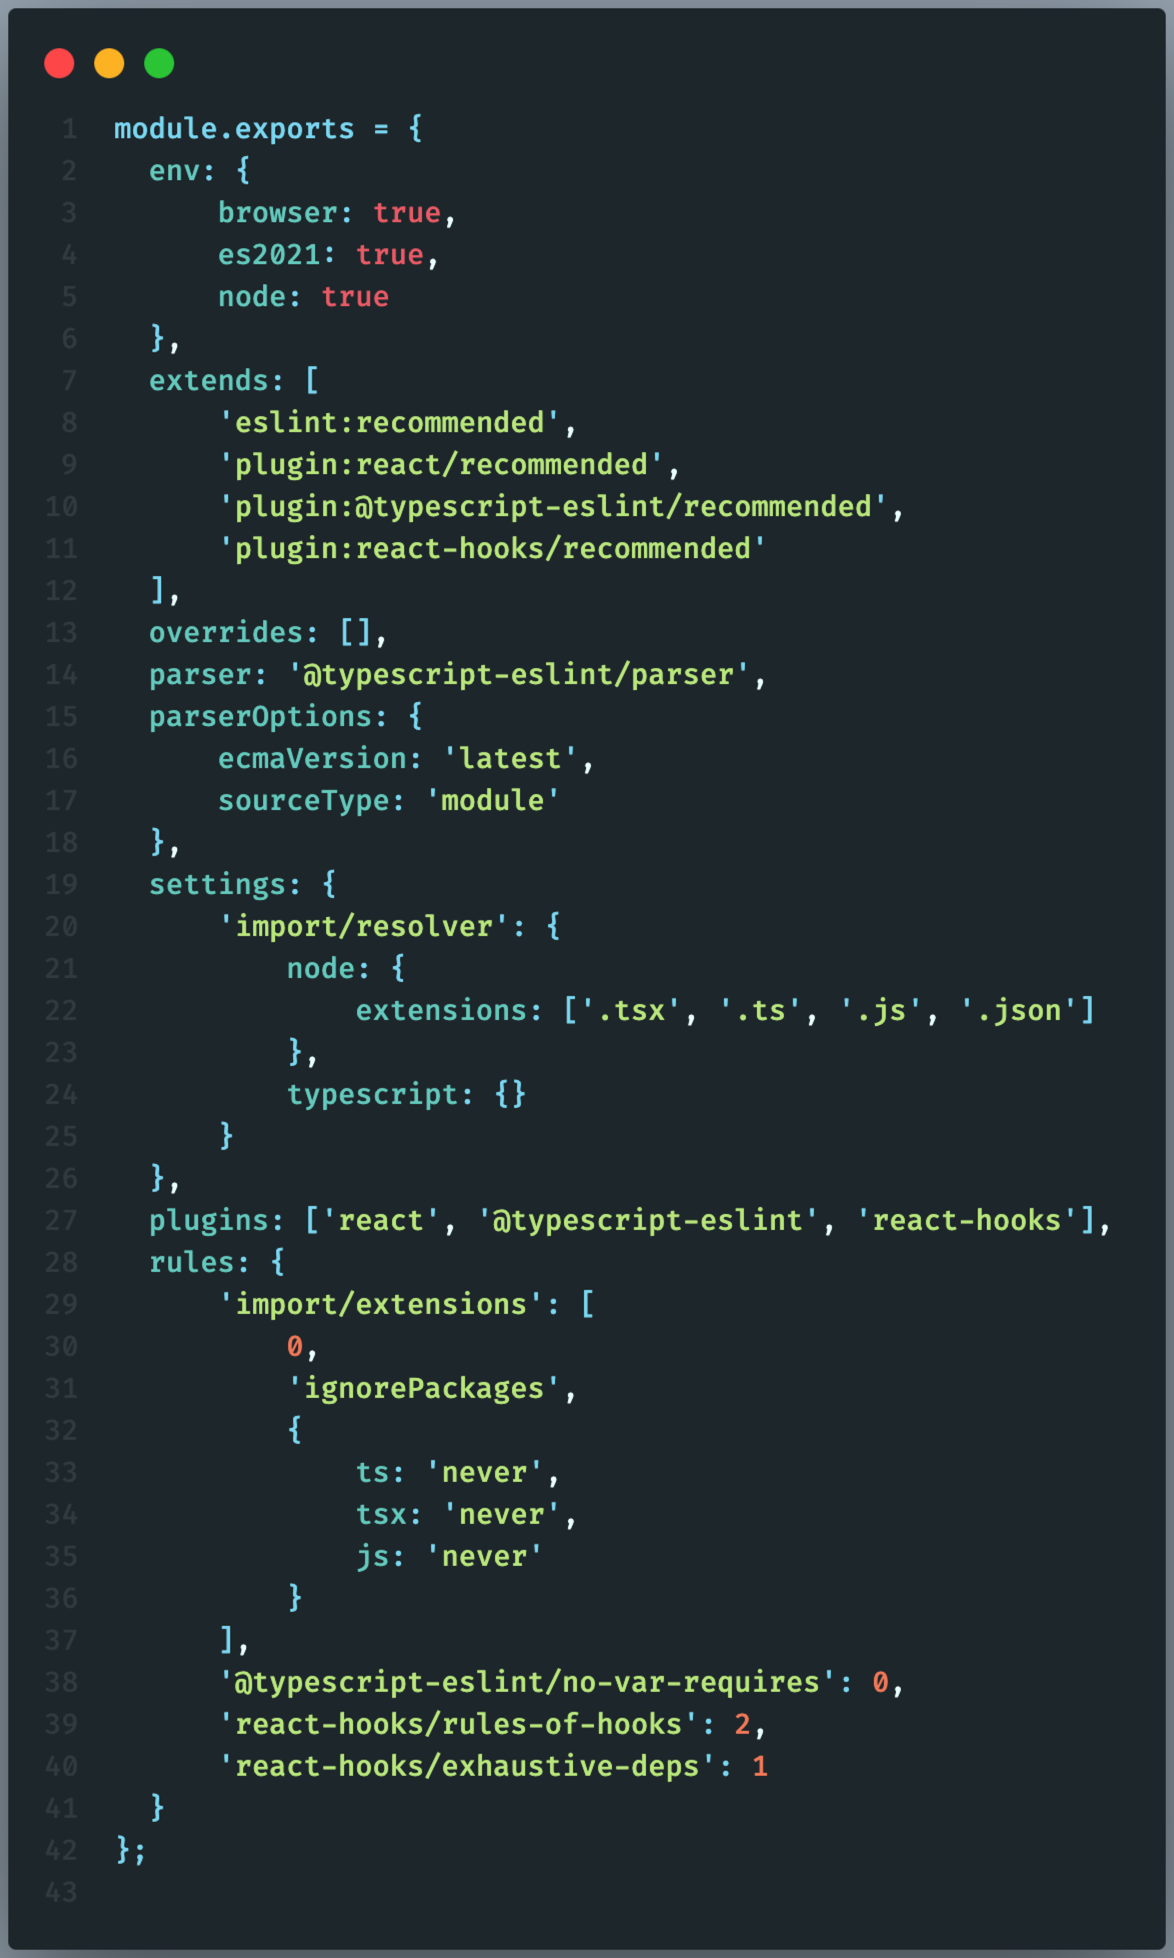 1 module.exports = {
2   env: {
3       browser: true,
4       es2021: true,
5       node: true
6   },
7   extends: [
8       'eslint:recommended',
9       'plugin:react/recommended',
10       'plugin:@typescript-eslint/recommended',
11       'plugin:react-hooks/recommended'
12   ],
13   overrides: [],
14   parser: '@typescript-eslint/parser',
15   parserOptions: {
16       ecmaVersion: 'latest',
17       sourceType: 'module'
18   },
19   settings: {
20       'import/resolver': {
21           node: {
22               extensions: ['.tsx', '.ts', '.js', '.json']
23           },
24           typescript: {}
25       }
26   },
27   plugins: ['react', '@typescript-eslint', 'react-hooks'],
28   rules: {
29       'import/extensions': [
30           0,
31           'ignorePackages',
32           {
33               ts: 'never',
34               tsx: 'never',
35               js: 'never'
36           }
37       ],
38       '@typescript-eslint/no-var-requires': 0,
39       'react-hooks/rules-of-hooks': 2,
40       'react-hooks/exhaustive-deps': 1
41   }
42 };
43